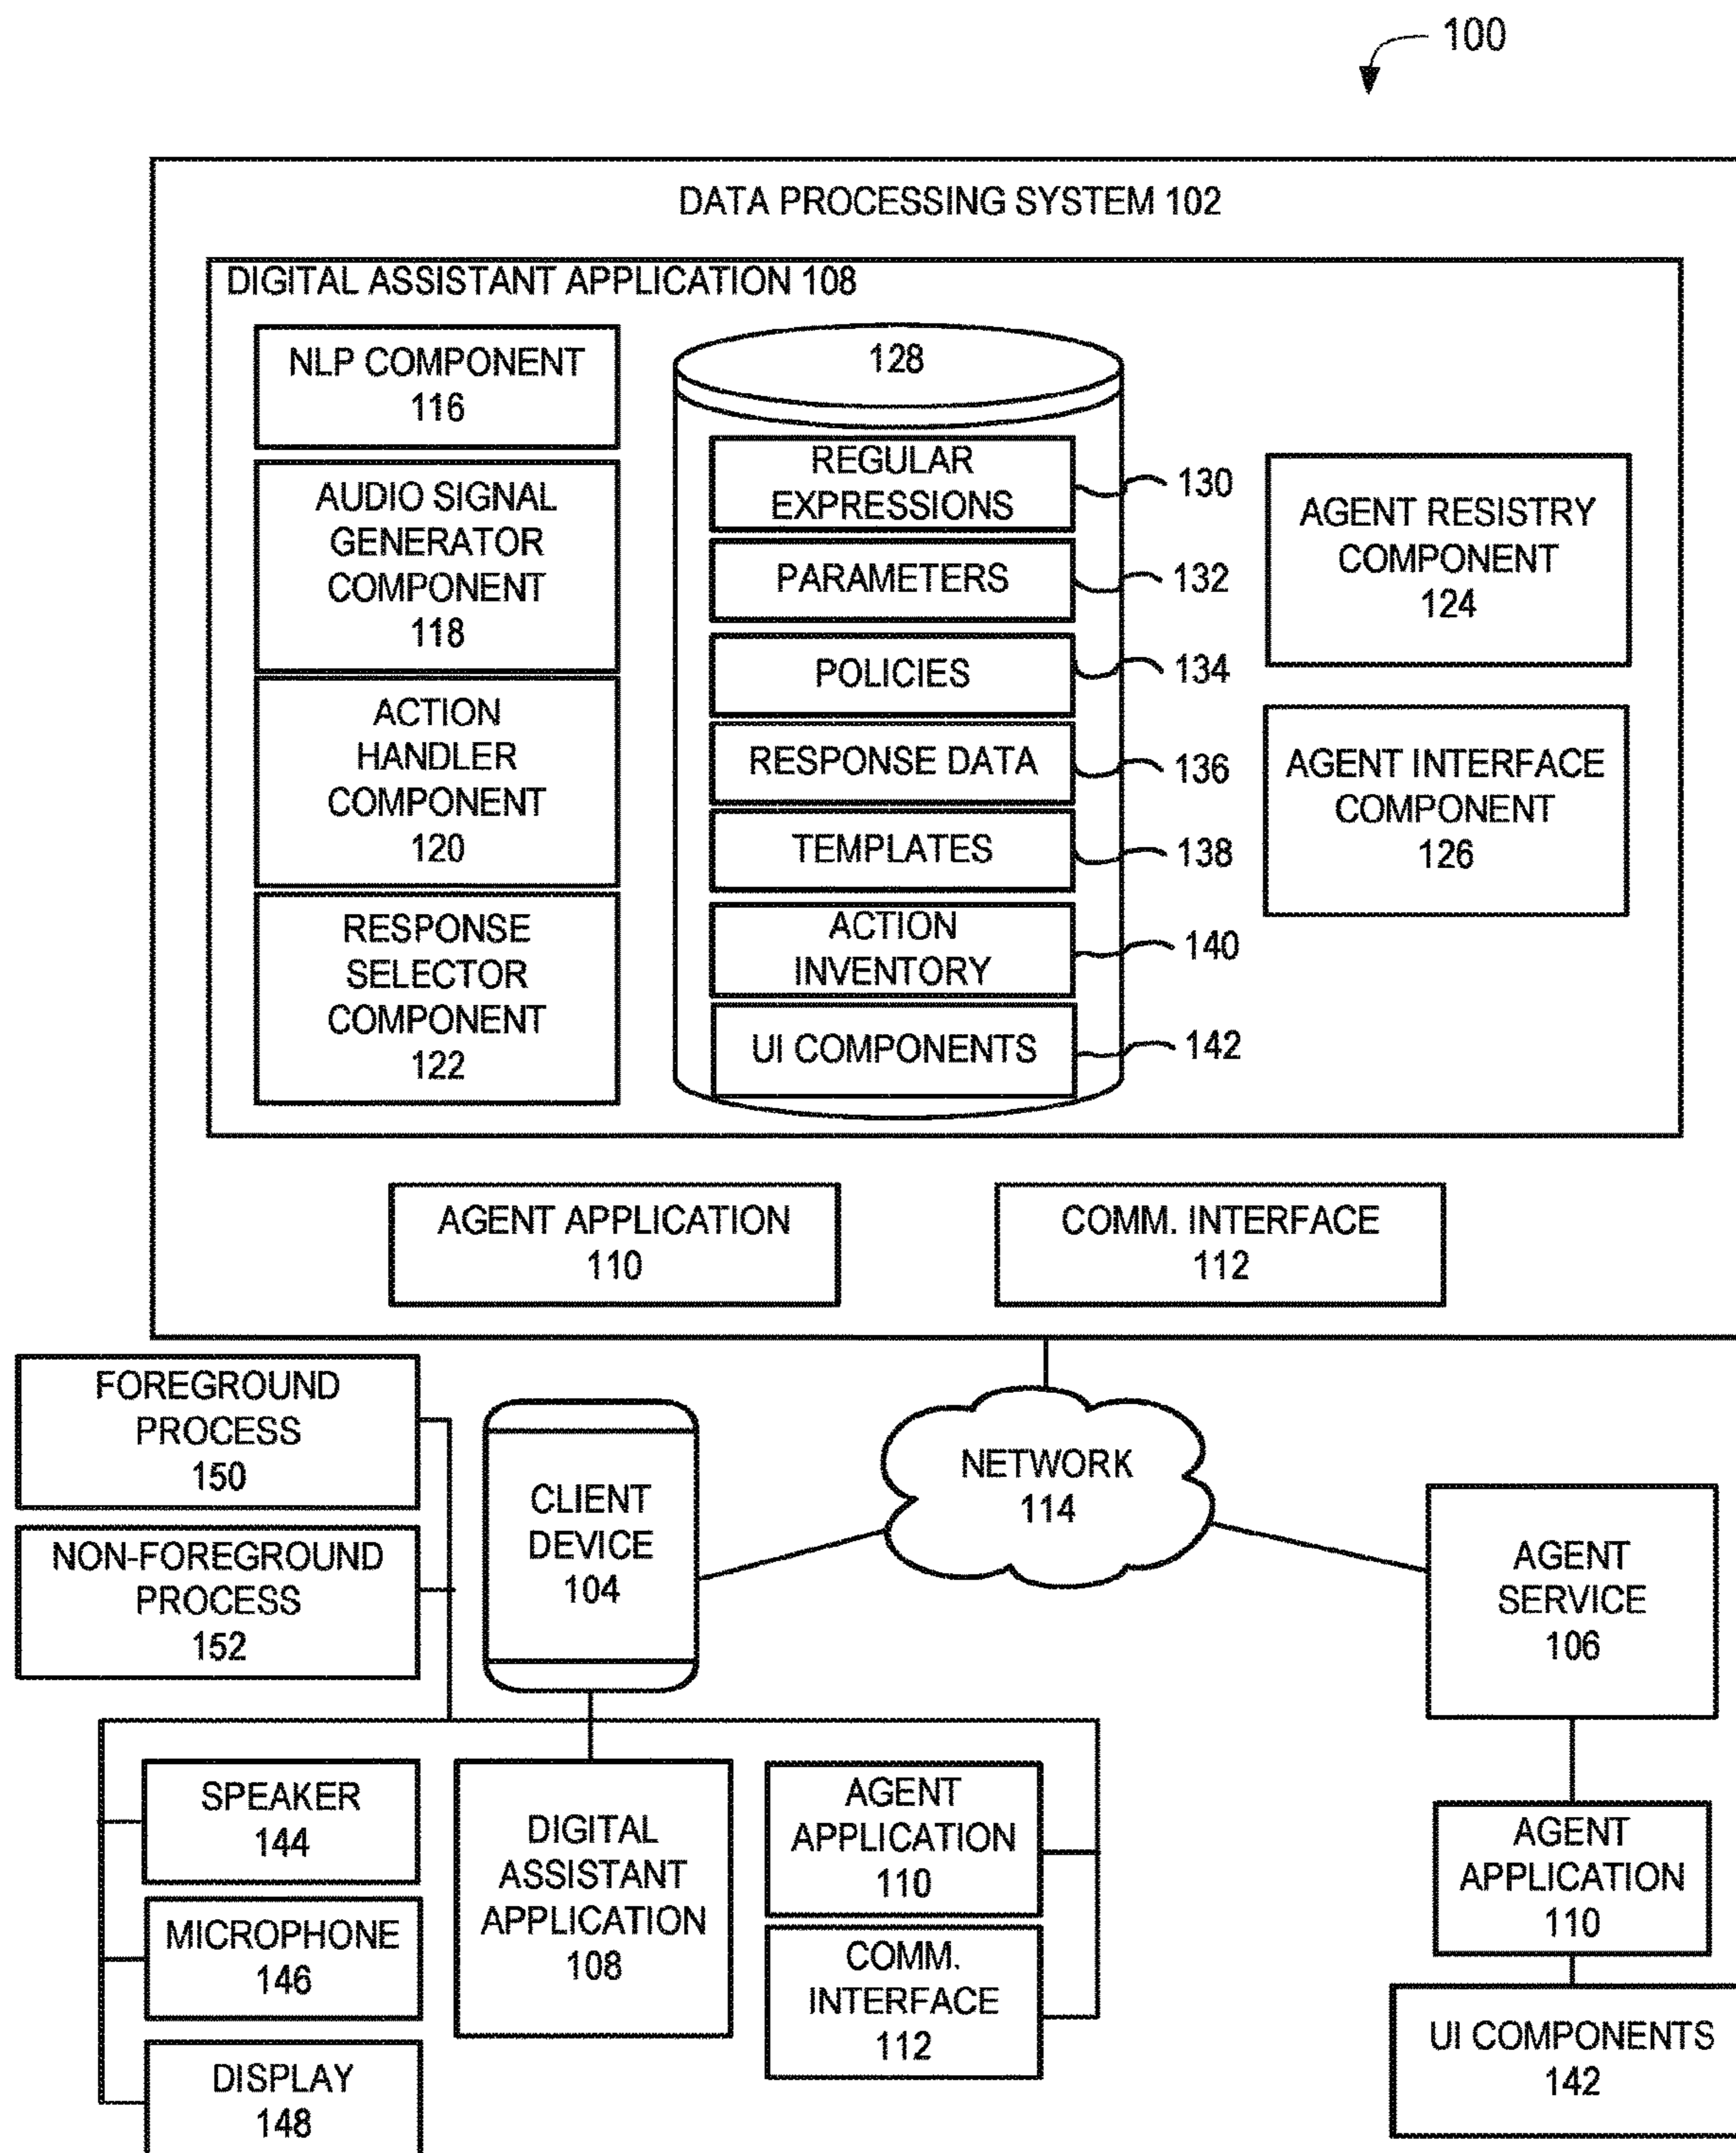 100
DATA PROCESSING SYSTEM 102
DIGITAL ASSISTANT APPLICATION 108
NLP COMPONENT
116
AUDIO SIGNAL
GENERATOR
COMPONENT
118
ACTION
HANDLER
COMPONENT
120
RESPONSE
SELECTOR
COMPONENT
122
128
REGULAR
EXPRESSIONS
130
PARAMETERS
132
POLICIES
134
RESPONSE DATA
136
TEMPLATES
138
ACTION
INVENTORY
140
UI COMPONENTS
142
AGENT RESISTRY
COMPONENT
124
AGENT INTERFACE
COMPONENT
126
AGENT APPLICATION
110
COMM. INTERFACE
112
FOREGROUND
PROCESS
150
NON-FOREGROUND
PROCESS
152
CLIENT
DEVICE
104
NETWORK
114
AGENT
SERVICE
106
SPEAKER
144
MICROPHONE
146
DISPLAY
148
DIGITAL
ASSISTANT
APPLICATION
108
AGENT
APPLICATION
110
COMM.
INTERFACE
112
AGENT
APPLICATION
110
UI COMPONENTS
142